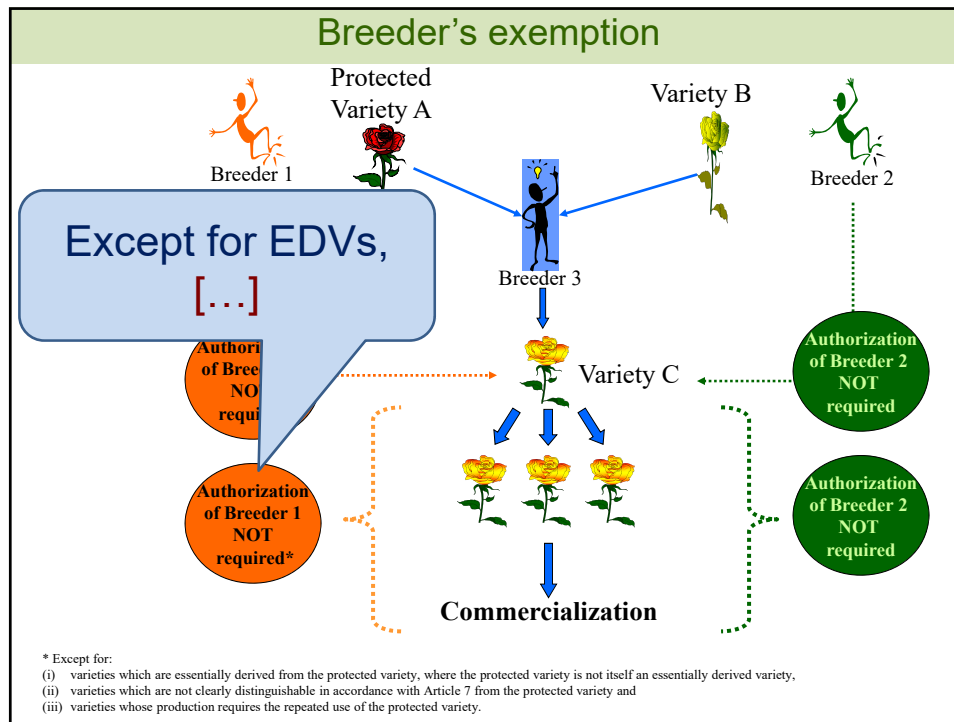 Breeder’s exemption
Protected
Variety A
Variety B
Breeder 1
Breeder 2
Except for EDVs,
[…]
Breeder 3
of
NOT
Variety C
Authorization
of Breeder 2
NOT
required
Authorization
of Breeder 1
NOT
required*
Authorization
of Breeder 2
NOT
required
Commercialization
* Except for:
(i) varieties which are essentially derived from the protected variety, where the protected variety is not itself an essentially derived variety,
(ii) varieties which are not clearly distinguishable in accordance with Article 7 from the protected variety and
(iii) varieties whose production requires the repeated use of the protected variety.